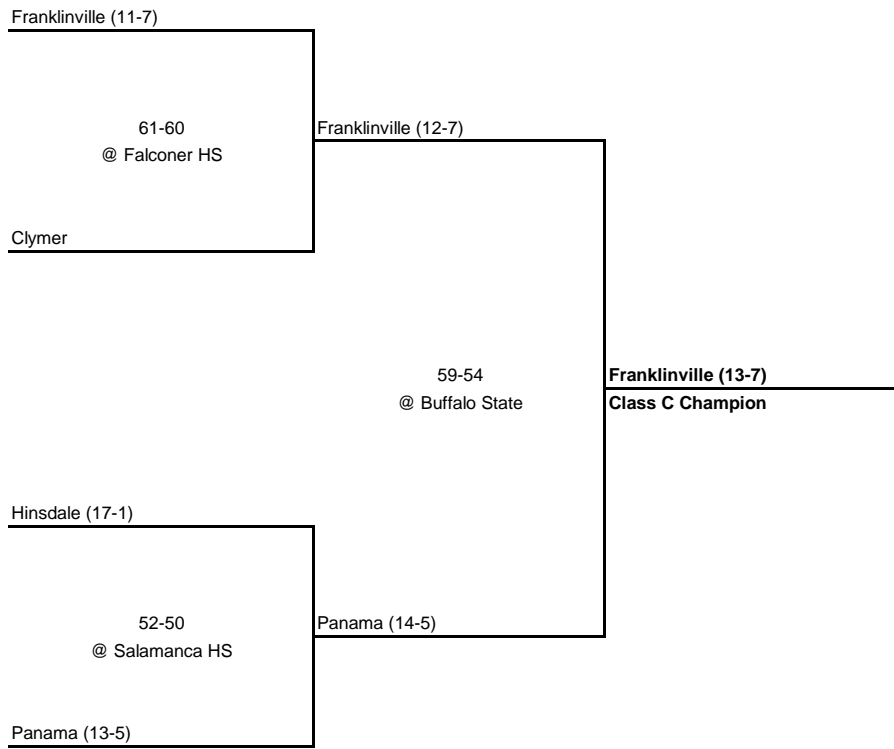 Franklinville (11-7)
61-60
@ Falconer HS
Franklinville (12-7)
Clymer
59-54
@ Buffalo State
Franklinville (13-7)
Class C Champion
Hinsdale (17-1)
52-50
@ Salamanca HS
Panama (14-5)
Panama (13-5)